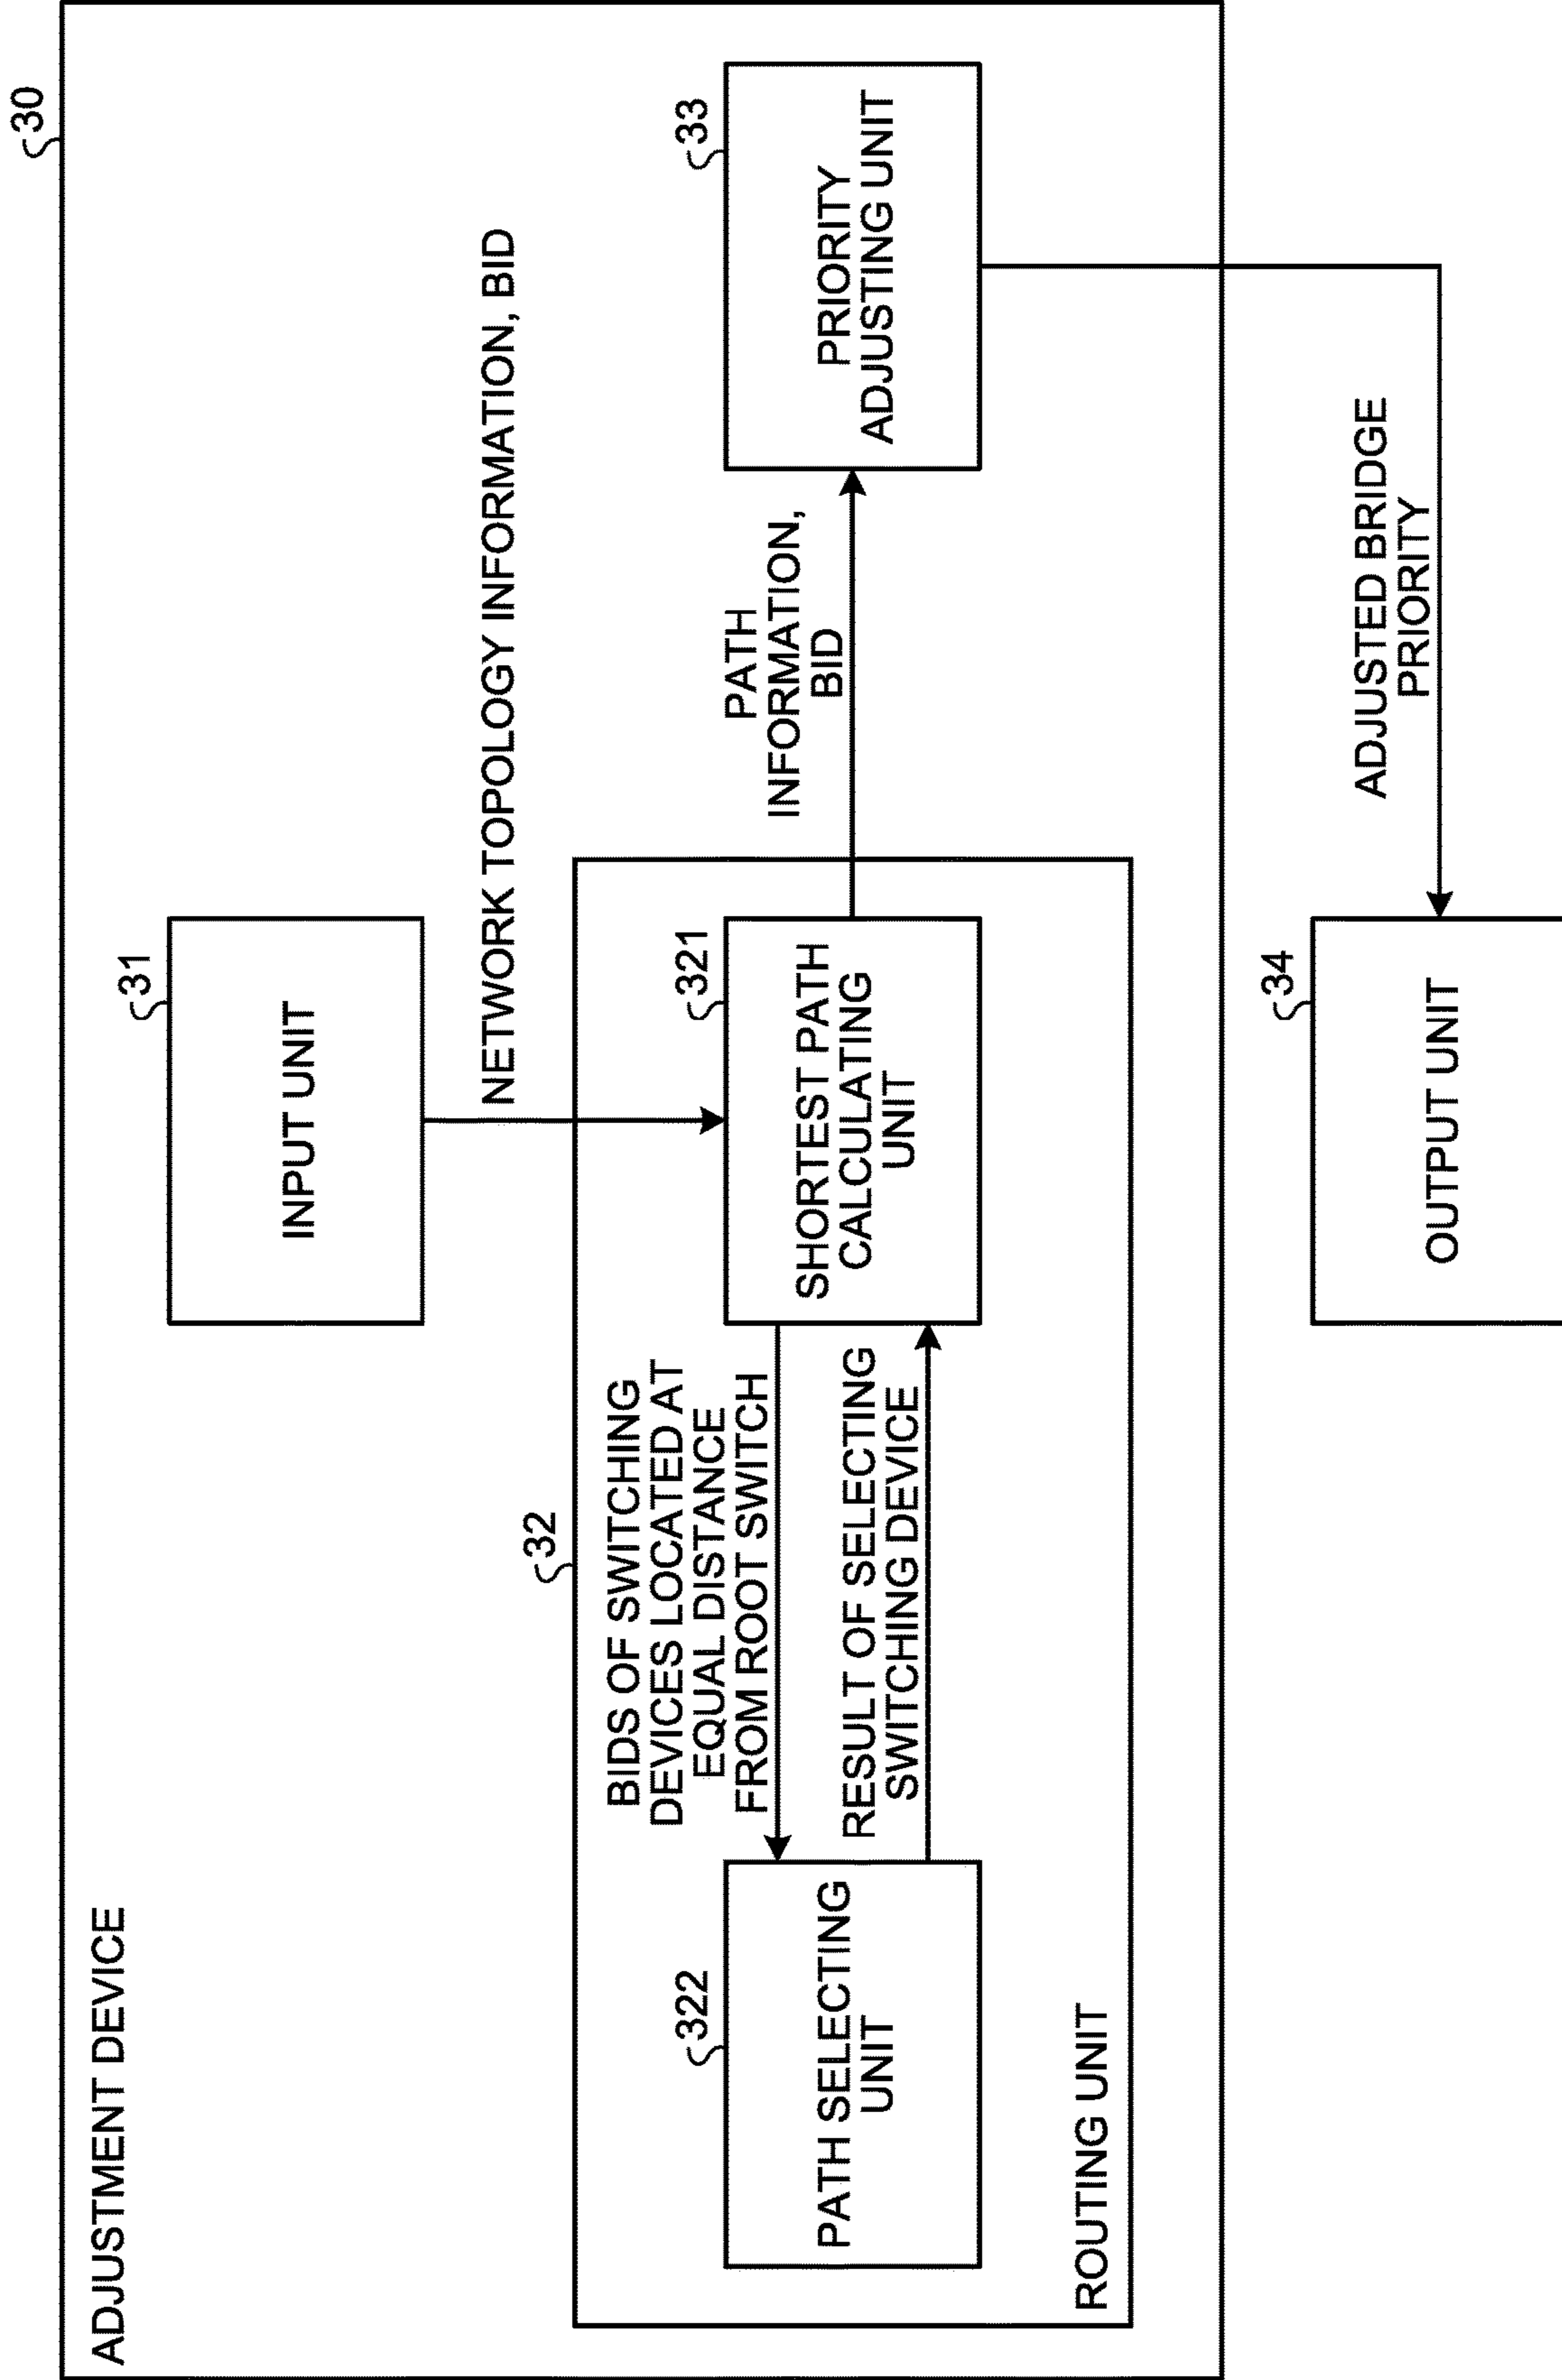 30
ADJUSTMENT DEVICE
31
INPUT UNIT
NETWORK TOPOLOGY INFORMATION, BID
32
322
PATH SELECTING
UNIT
BIDS OF SWITCHING
DEVICES LOCATED AT
EQUAL DISTANCE
FROM ROOT SWITCH
RESULT OF SELECTING
SWITCHING DEVICE
321
SHORTEST PATH
CALCULATING
UNIT
PATH
INFORMATION,
BID
33
PRIORITY
ADJUSTING UNIT
ROUTING UNIT
34
OUTPUT UNIT
ADJUSTED BRIDGE
PRIORITY